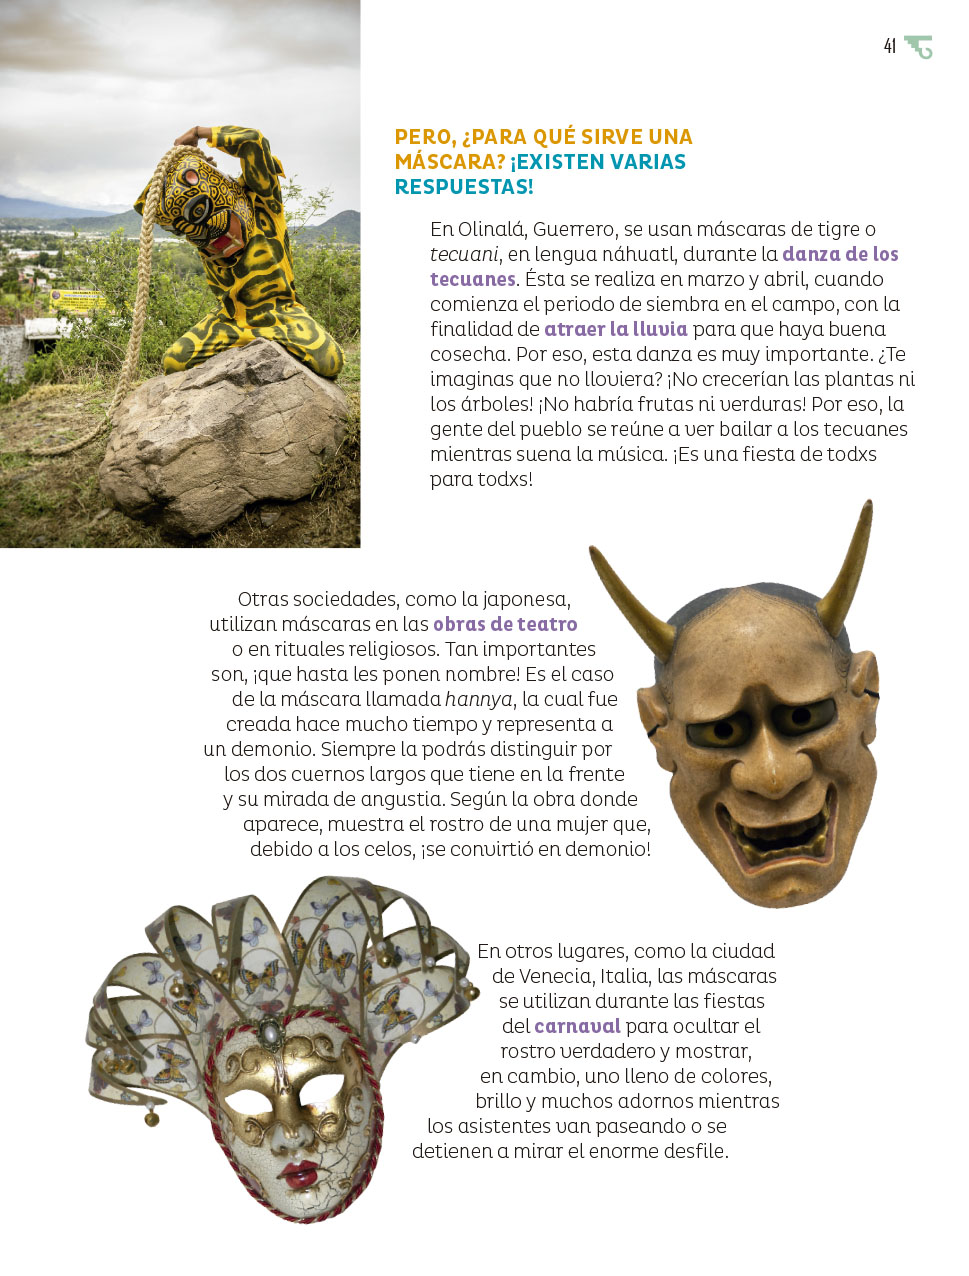 41
PERO, ¿PARA QUÉ SIRVE UNA
MÁSCARA? ¡EXISTEN VARIAS
RESPUESTAS!
En Olinalá, Guerrero, se usan máscaras de tigre o
tecuani, en lengua náhuatl, durante la danza de los
tecuanes. Ésta se realiza en marzo y abril, cuando
comienza el periodo de siembra en el campo, con la
finalidad de atraer la lluvia para que haya buena
cosecha. Por eso, esta danza es muy importante. ¿Te
imaginas que no lloviera? ¡No crecerían las plantas ni
los árboles! ¡No habría frutas ni verduras! Por eso, la
gente del pueblo se reúne a ver bailar a los tecuanes
mientras suena la música. ¡Es una fiesta de todxs
para todxs!
Otras sociedades, como la japonesa,
utilizan máscaras en las obras de teatro
o en rituales religiosos. Tan importantes
son, ¡que hasta les ponen nombre! Es el caso
de la máscara llamada hannya, la cual fue
creada hace mucho tiempo y representa a
un demonio. Siempre la podrás distinguir por
los dos cuernos largos que tiene en la frente
y su mirada de angustia. Según la obra donde
aparece, muestra el rostro de una mujer que,
debido a los celos, ¡se convirtió en demonio!
En otros lugares, como la ciudad
de Venecia, Italia, las máscaras
se utilizan durante las fiestas
del carnaval para ocultar el
rostro verdadero y mostrar,
en cambio, uno lleno de colores,
brillo y muchos adornos mientras
los asistentes van paseando o se
detienen a mirar el enorme desfile.